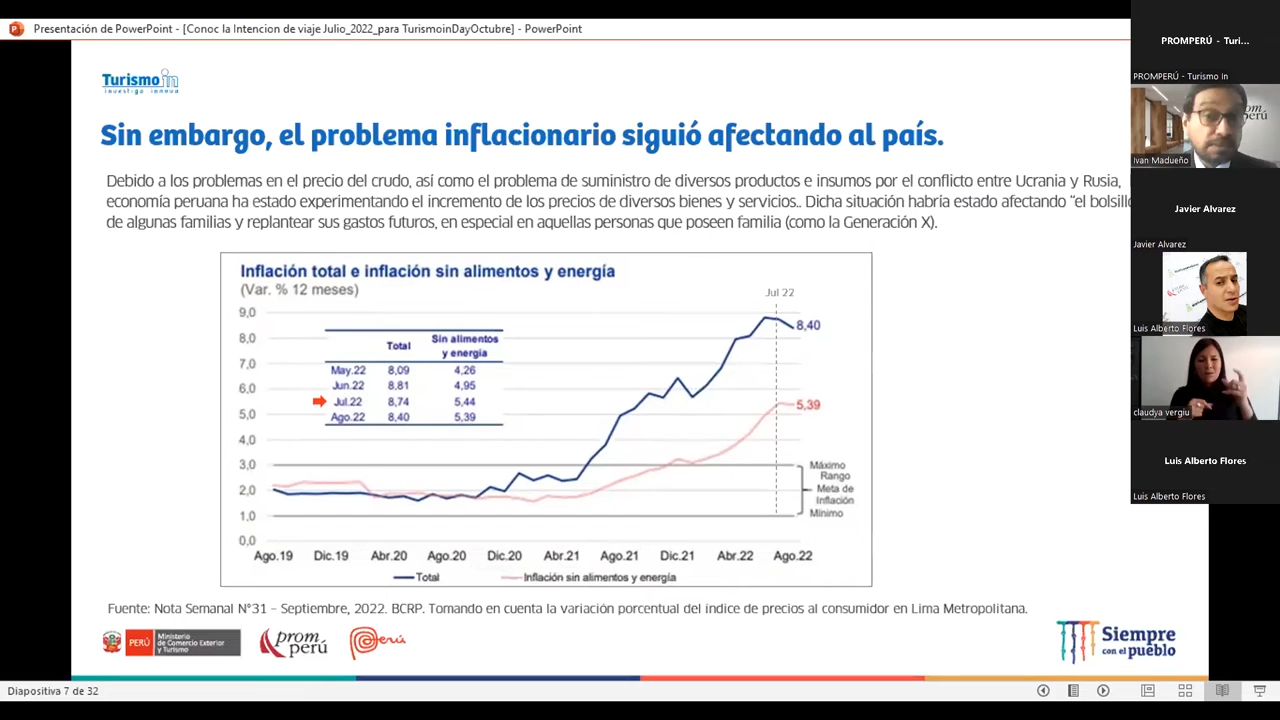 Presentación de PowerPoint - [Conoc la Intencion de viaje Julio_2022_para TurismoinDayOctubre] - PowerPoint
Turismo in
investiga innova
Sin embargo, el problema inflacionario siguió afectando al país.
Debido a los problemas en el precio del crudo, así como el problema de suministro de diversos productos e insumos por el conflicto entre Ucrania y Rusia,
economía peruana ha estado experimentando el incremento de los precios de diversos bienes y servicios.. Dicha situación habría estado afectando “el bolsillo
de algunas familias y replantear sus gastos futuros, en especial en aquellas personas que poseen familia (como la Generación X).
Inflación total e inflación sin alimentos y energía
(Var. % 12 meses)
Jul 22
9,0
8,0
7,0
6,0
5,0
4,0
3,0
2,0
1,0
0,0
Total Sin alimentos y energía
May.22 8,09 4,26
Jun.22 8,81 4,95
Jul.22 8,74 5,44
Ago.22 8,40 5,39
8,40
5,39
Máximo
Rango
Meta de
Inflación
Mínimo
Ago.19 Dic.19 Abr.20 Ago.20 Dic.20 Abr.21 Ago.21 Dic.21 Abr.22 Ago.22
Total Inflación sin alimentos y energía
Fuente: Nota Semanal N°31 – Septiembre, 2022. BCRP. Tomando en cuenta la variación porcentual del índice de precios al consumidor en Lima Metropolitana.
PERÚ
Ministerio
de Comercio Exterior
y Turismo
prom
perú
Perú
Siempre
con el pueblo
Diapositiva 7 de 32
PROMPERÚ - Turi...
PROMPERÚ - Turismo In
prom
perú
Ivan Madueño
Javier Alvarez
Javier Alvarez
Luis Alberto Flores
claudya vergiu
Luis Alberto Flores
Luis Alberto Flores